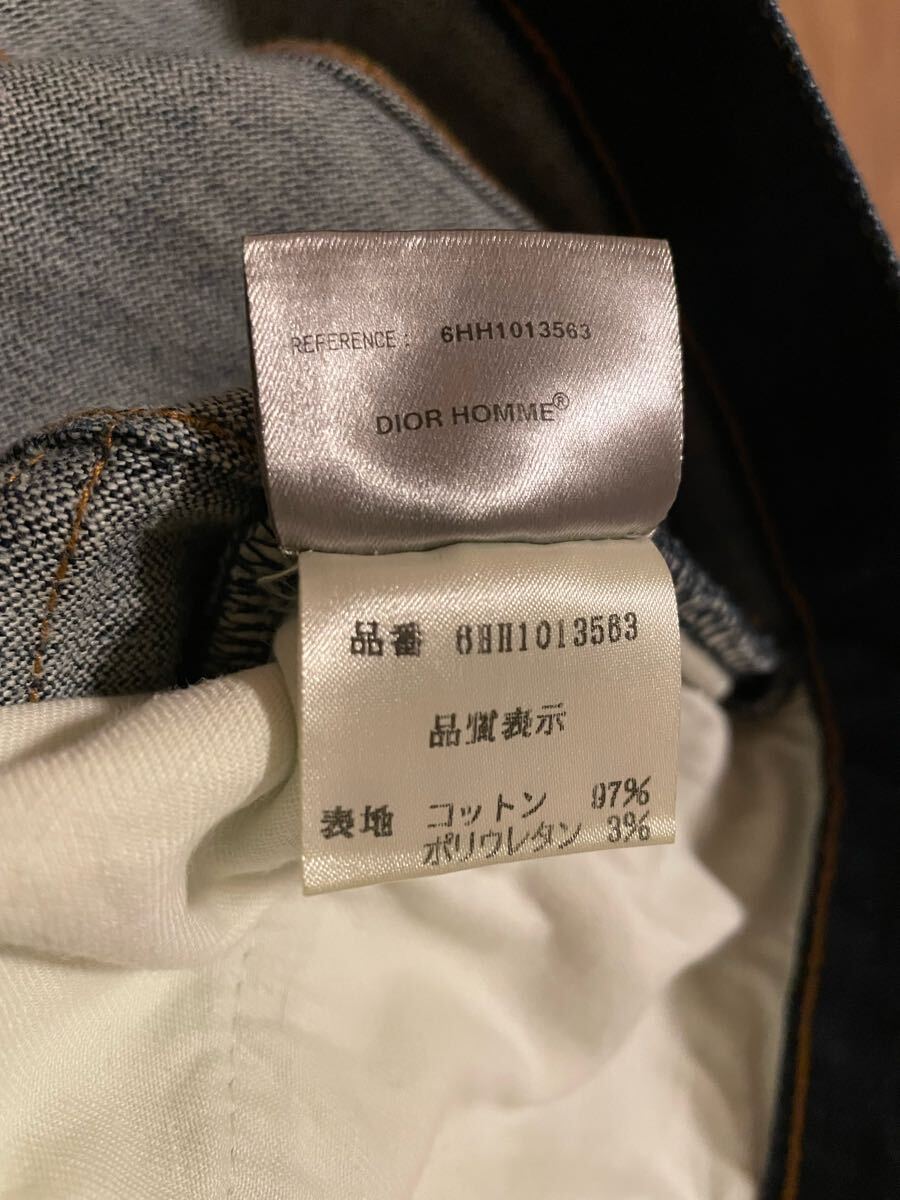 REFERENCE : 6HH1013563
DIOR HOMME®
品番 6HH1013563
品質表示
表地 コットン 97%
ポリウレタン 3%